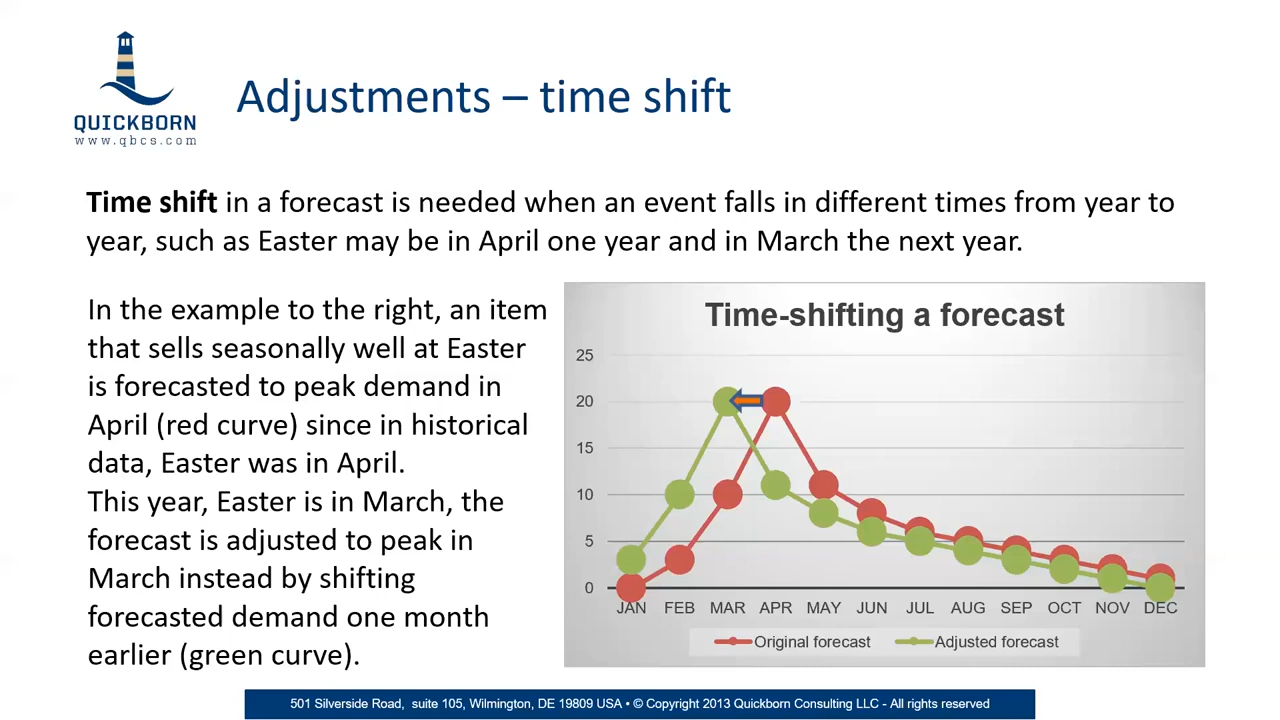 QUICKBORN
www.qbcs.com
Adjustments – time shift
Time shift in a forecast is needed when an event falls in different times from year to
year, such as Easter may be in April one year and in March the next year.
In the example to the right, an item
that sells seasonally well at Easter
is forecasted to peak demand in
April (red curve) since in historical
data, Easter was in April.
This year, Easter is in March, the
forecast is adjusted to peak in
March instead by shifting
forecasted demand one month
earlier (green curve).
Time-shifting a forecast
25
20
15
10
5
0
JAN FEB MAR APR MAY JUN JUL AUG SEP OCT NOV DEC
Original forecast Adjusted forecast
501 Silverside Road, suite 105, Wilmington, DE 19809 USA • © Copyright 2013 Quickborn Consulting LLC - All rights reserved